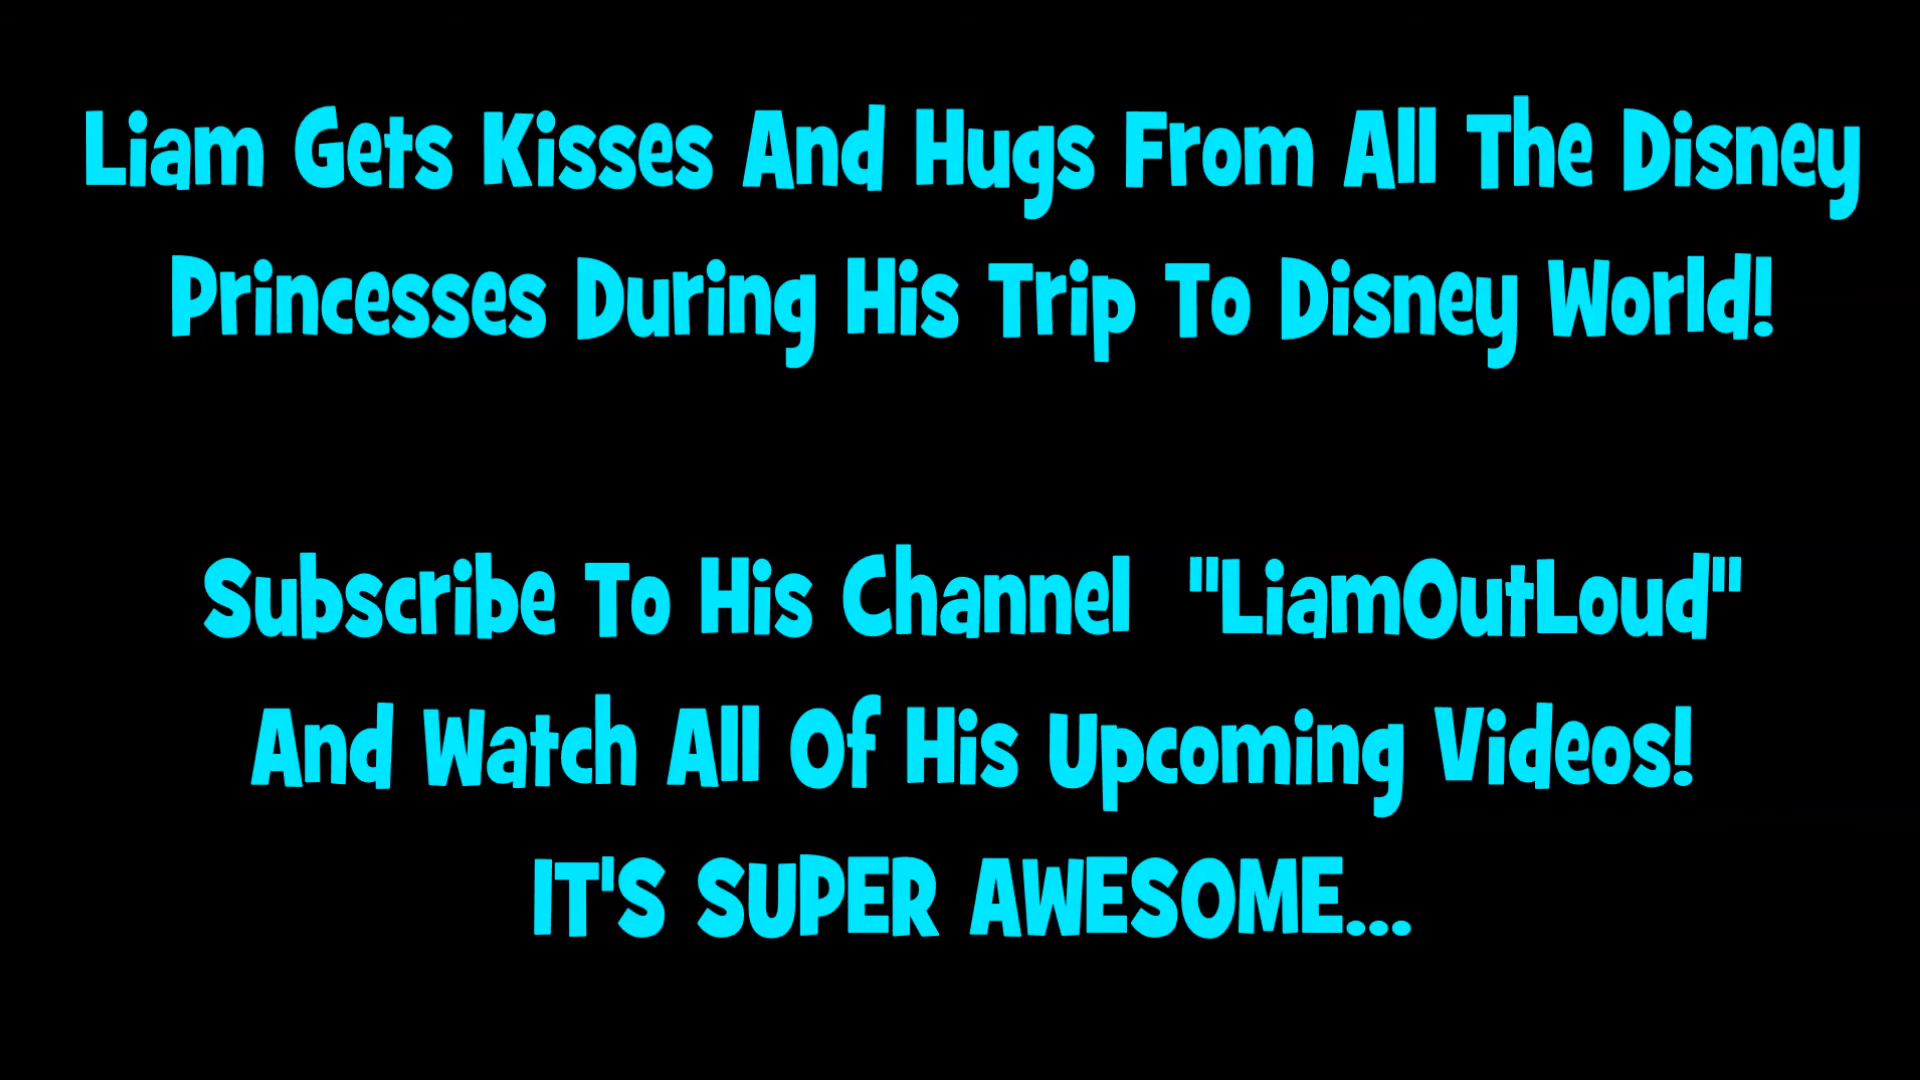 Liam Gets Kisses And Hugs From All The Disney
Princesses During His Trip To Disney World!
Subscribe To His Channel  "LiamOutLoud"
And Watch All Of His Upcoming Videos!
IT'S SUPER AWESOME...